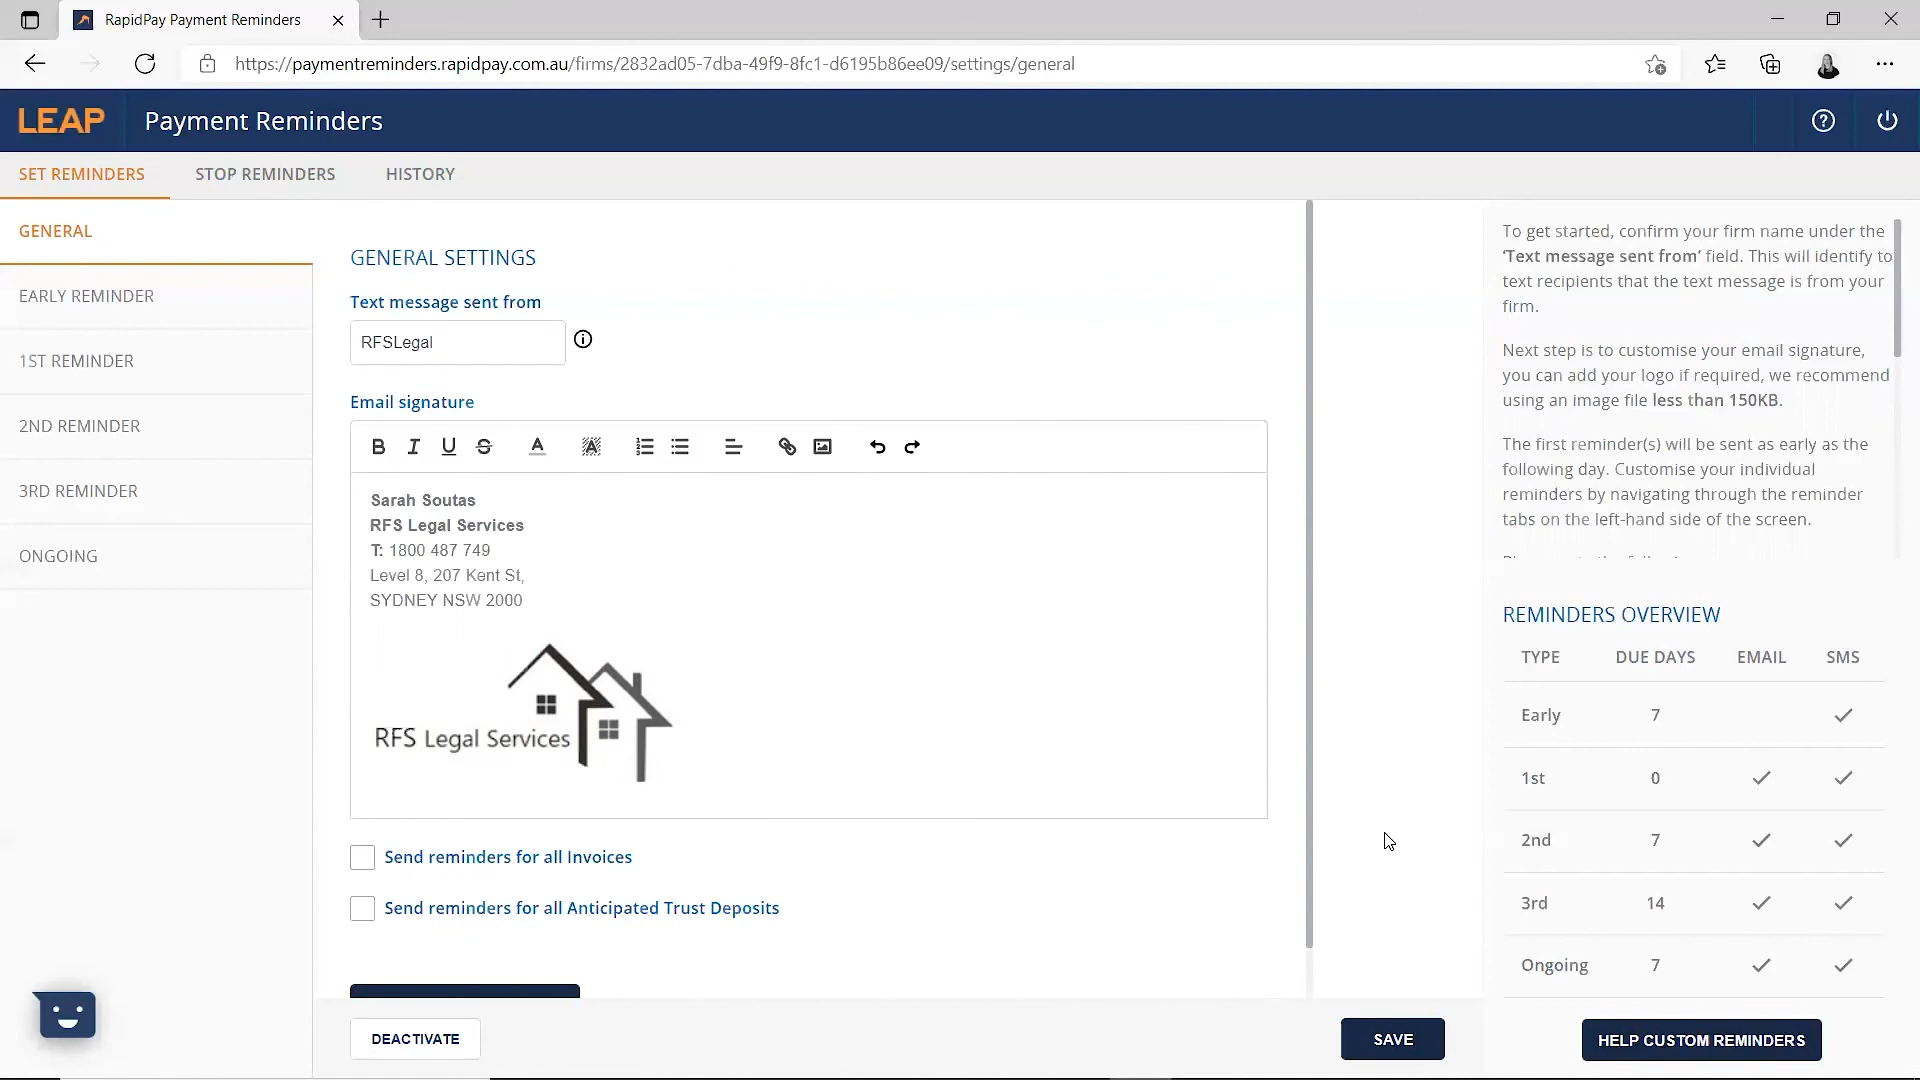 RapidPay Payment Reminders
https://paymentreminders.rapidpay.com.au/firms/2832ad05-7dba-49f9-8fc1-d6195b86ee09/settings/general
LEAP
Payment Reminders
SET REMINDERS
STOP REMINDERS
HISTORY
GENERAL
EARLY REMINDER
1ST REMINDER
2ND REMINDER
3RD REMINDER
ONGOING
GENERAL SETTINGS
Text message sent from
RFSLegal
Email signature
Sarah Soutas
RFS Legal Services
T: 1800 487 749
Level 8, 207 Kent St,
SYDNEY NSW 2000
RFS Legal Services
Send reminders for all Invoices
Send reminders for all Anticipated Trust Deposits
DEACTIVATE
SAVE
To get started, confirm your firm name under the
‘Text message sent from’ field. This will identify to
text recipients that the text message is from your
firm.
Next step is to customise your email signature,
you can add your logo if required, we recommend
using an image file less than 150KB.
The first reminder(s) will be sent as early as the
following day. Customise your individual
reminders by navigating through the reminder
tabs on the left-hand side of the screen.
REMINDERS OVERVIEW
TYPE DUE DAYS EMAIL SMS
Early 7 ✓
1st 0 ✓ ✓
2nd 7 ✓ ✓
3rd 14 ✓ ✓
Ongoing 7 ✓ ✓
HELP CUSTOM REMINDERS